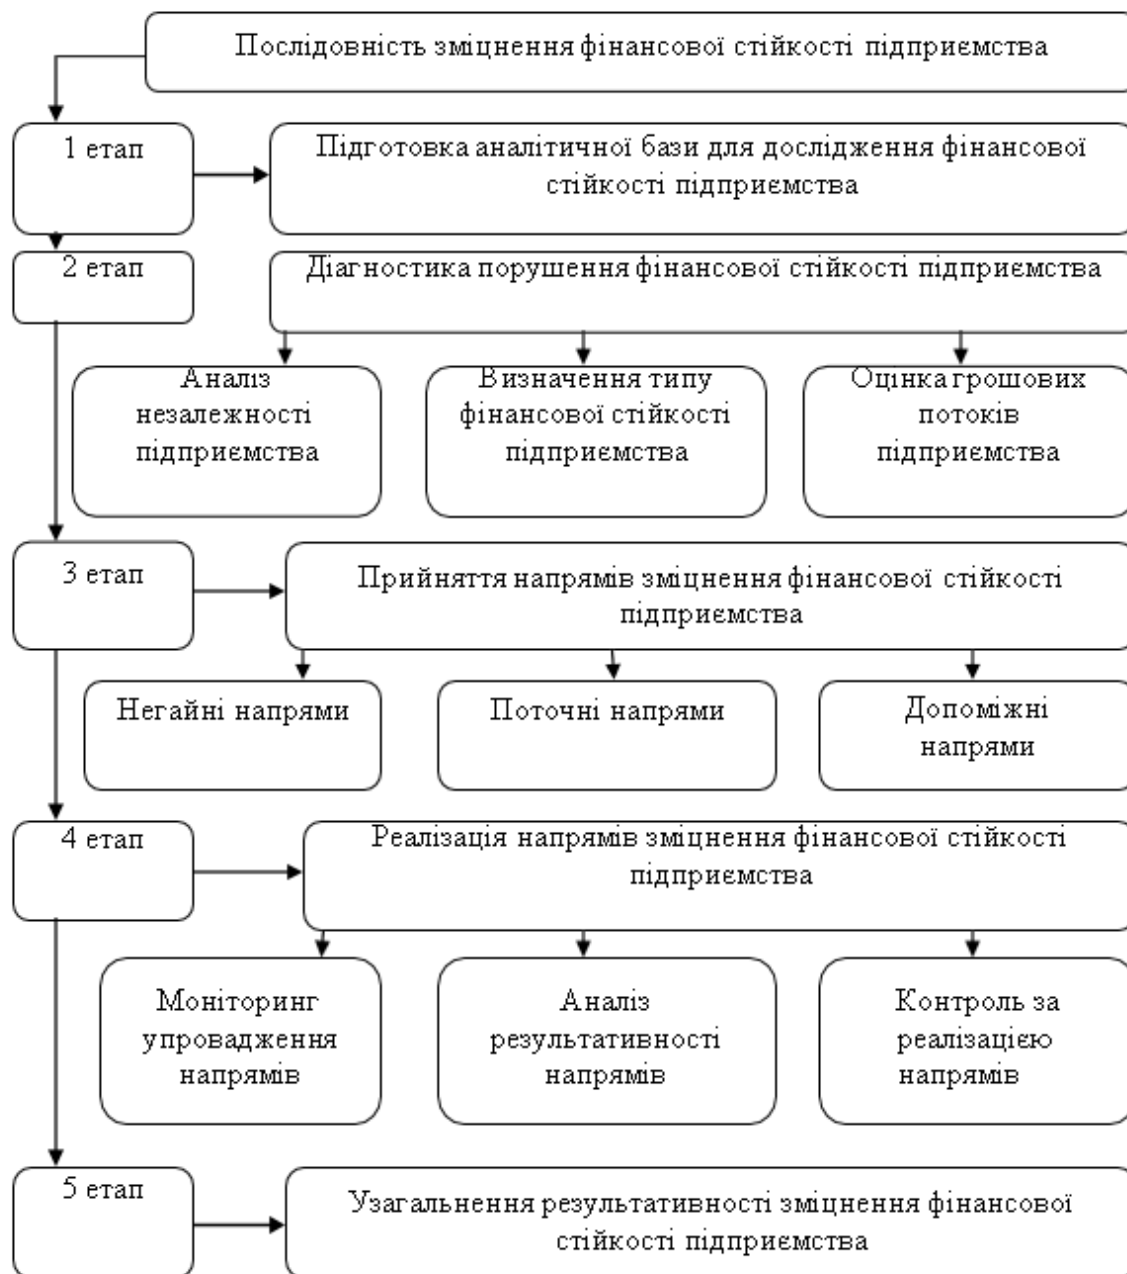 Послідовність зміцнення фінансової стійкості підприємства
1 етап
Підготовка аналітичної бази для дослідження фінансової
стійкості підприємства
2 етап
Діагностика порушення фінансової стійкості підприємства
Аналіз
незалежності
підприємства
Визначення типу
фінансової стійкості
підприємства
Оцінка грошових
потоків
підприємства
3 етап
Прийняття напрямів зміцнення фінансової стійкості
підприємства
Негайні напрями
Поточні напрями
Допоміжні
напрями
4 етап
Реалізація напрямів зміцнення фінансової стійкості
підприємства
Моніторинг
упровадження
напрямів
Аналіз
результативності
напрямів
Контроль за
реалізацією
напрямів
5 етап
Узагальнення результативності зміцнення фінансової
стійкості підприємства